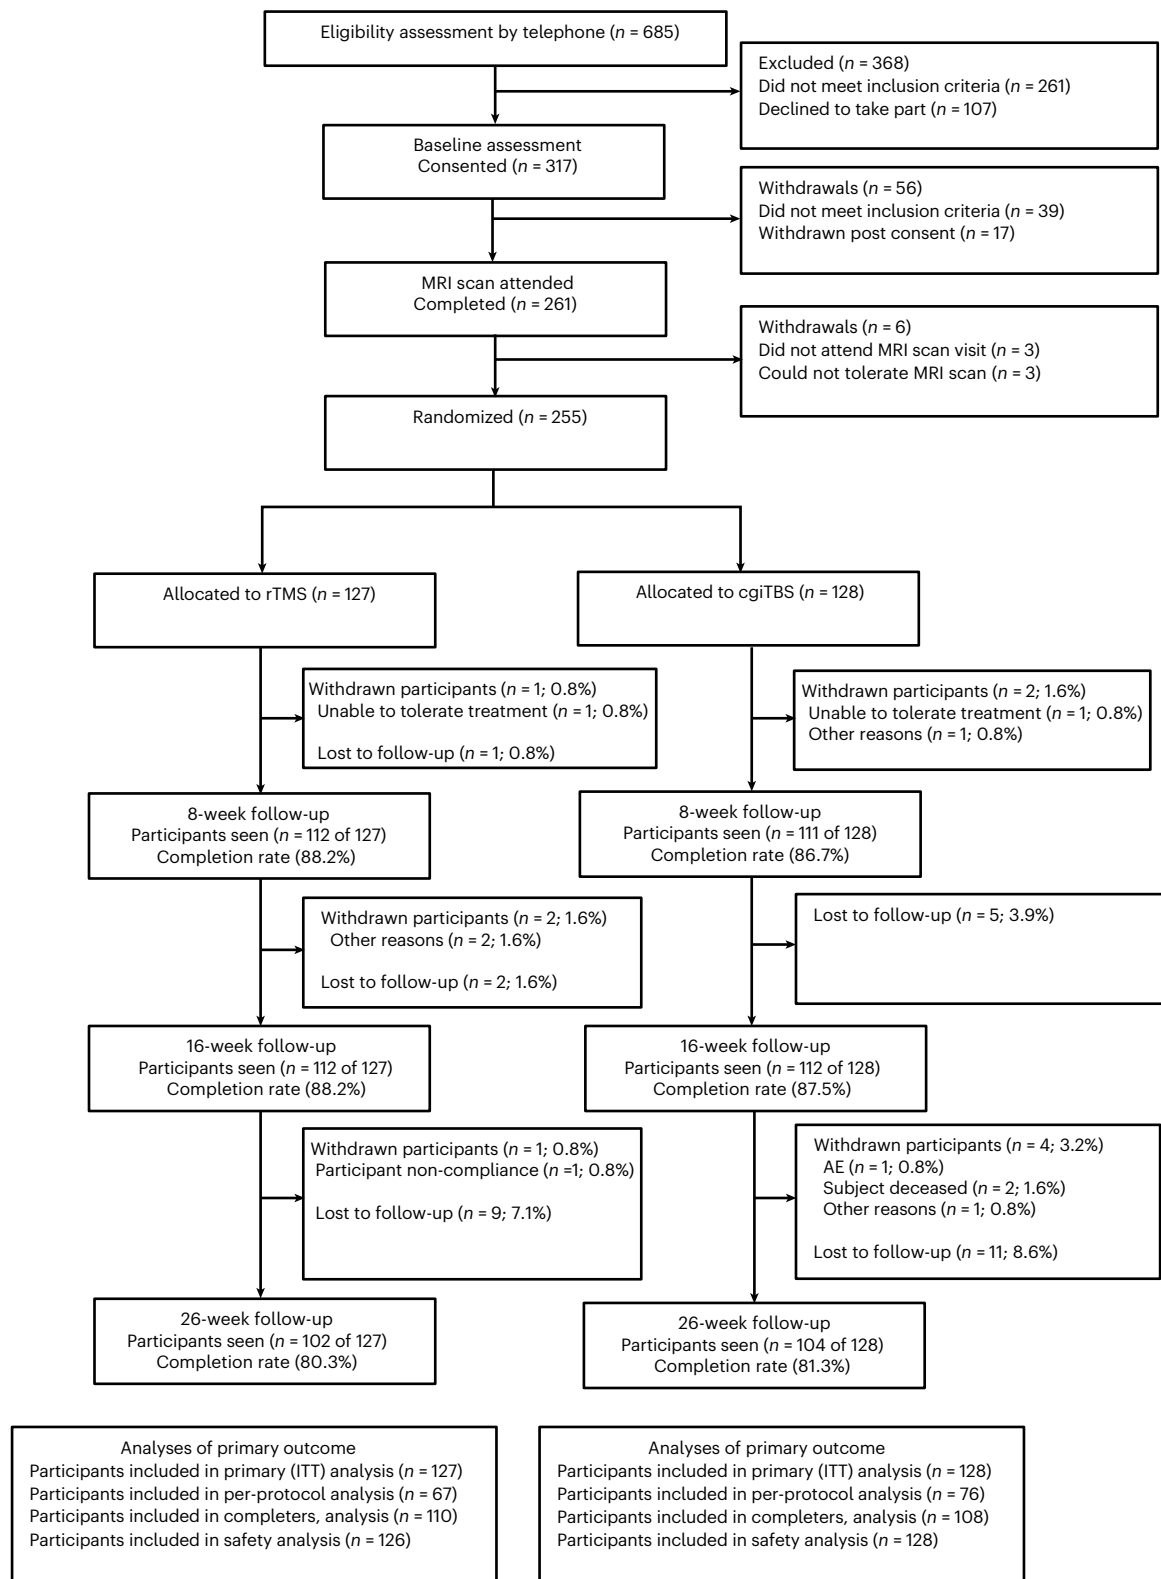 Eligibility assessment by telephone (n = 685)
Excluded (n = 368)
Did not meet inclusion criteria (n = 261)
Declined to take part (n = 107)
Baseline assessment
Consented (n = 317)
Withdrawals (n = 56)
Did not meet inclusion criteria (n = 39)
Withdrawn post consent (n = 17)
MRI scan attended
Completed (n = 261)
Withdrawals (n = 6)
Did not attend MRI scan visit (n = 3)
Could not tolerate MRI scan (n = 3)
Randomized (n = 255)
Allocated to rTMS (n = 127)
Allocated to cgiTBS (n = 128)
Withdrawn participants (n = 1; 0.8%)
Unable to tolerate treatment (n = 1; 0.8%)
Lost to follow-up (n = 1; 0.8%)
Withdrawn participants (n = 2; 1.6%)
Unable to tolerate treatment (n = 1; 0.8%)
Other reasons (n = 1; 0.8%)
8-week follow-up
Participants seen (n = 112 of 127)
Completion rate (88.2%)
8-week follow-up
Participants seen (n = 111 of 128)
Completion rate (86.7%)
Withdrawn participants (n = 2; 1.6%)
Other reasons (n = 2; 1.6%)
Lost to follow-up (n = 2; 1.6%)
Lost to follow-up (n = 5; 3.9%)
16-week follow-up
Participants seen (n = 112 of 127)
Completion rate (88.2%)
16-week follow-up
Participants seen (n = 112 of 128)
Completion rate (87.5%)
Withdrawn participants (n = 1; 0.8%)
Participant non-compliance (n =1; 0.8%)
Lost to follow-up (n = 9; 7.1%)
Withdrawn participants (n = 4; 3.2%)
AE (n = 1; 0.8%)
Subject deceased (n = 2; 1.6%)
Other reasons (n = 1; 0.8%)
Lost to follow-up (n = 11; 8.6%)
26-week follow-up
Participants seen (n = 102 of 127)
Completion rate (80.3%)
26-week follow-up
Participants seen (n = 104 of 128)
Completion rate (81.3%)
Analyses of primary outcome
Participants included in primary (ITT) analysis (n = 127)
Participants included in per-protocol analysis (n = 67)
Participants included in completers, analysis (n = 110)
Participants included in safety analysis (n = 126)
Analyses of primary outcome
Participants included in primary (ITT) analysis (n = 128)
Participants included in per-protocol analysis (n = 76)
Participants included in completers, analysis (n = 108)
Participants included in safety analysis (n = 128)